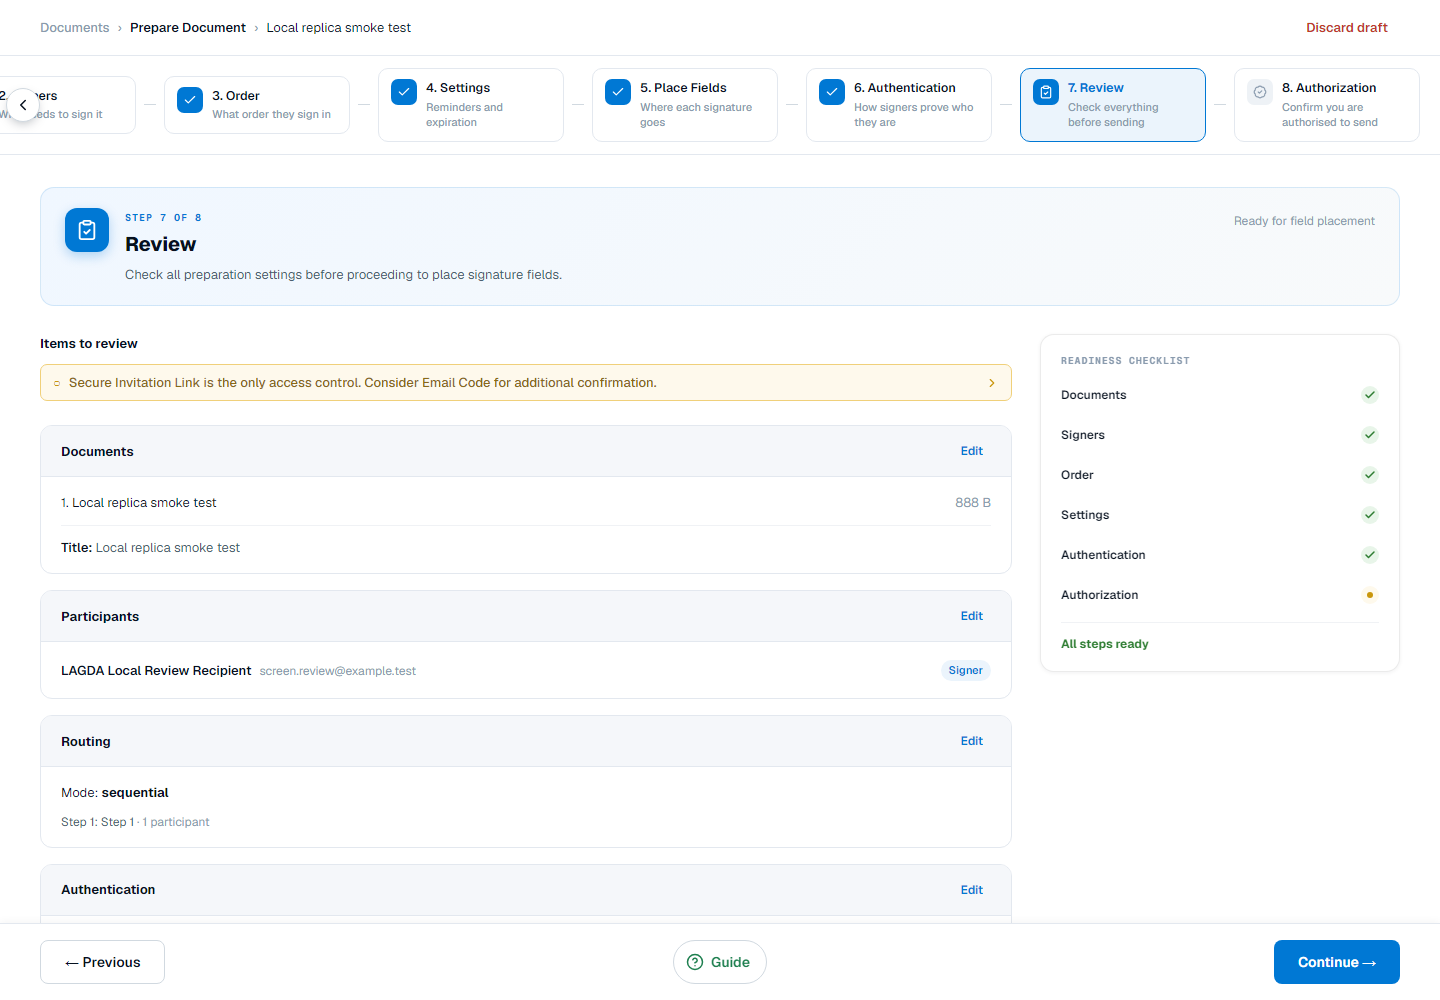 Documents › Prepare Document › Local replica smoke test
Discard draft
3. Order
What order they sign in
4. Settings
Reminders and
expiration
5. Place Fields
Where each signature
goes
6. Authentication
How signers prove who
they are
7. Review
Check everything
before sending
8. Authorization
Confirm you are
authorised to send
STEP 7 OF 8
Review
Check all preparation settings before proceeding to place signature fields.
Ready for field placement
Items to review
Secure Invitation Link is the only access control. Consider Email Code for additional confirmation.
Documents
Edit
1. Local replica smoke test
888 B
Title: Local replica smoke test
Participants
Edit
LAGDA Local Review Recipient screen.review@example.test
Signer
Routing
Edit
Mode: sequential
Step 1: Step 1 · 1 participant
Authentication
Edit
READINESS CHECKLIST
Documents
Signers
Order
Settings
Authentication
Authorization
All steps ready
← Previous
Guide
Continue →